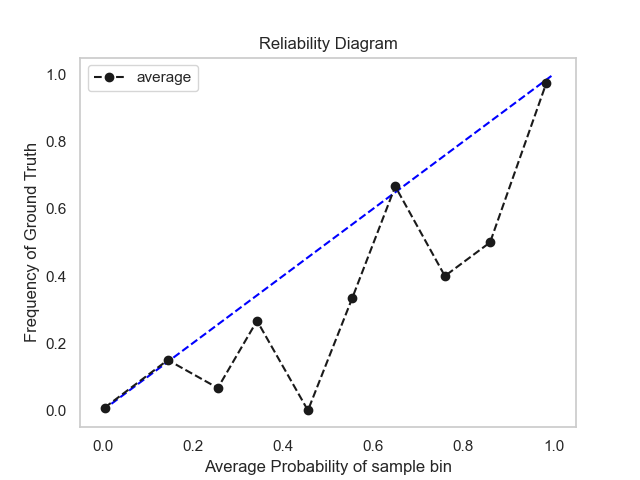 Reliability Diagram
average
Frequency of Ground Truth
1.0
0.8
0.6
0.4
0.2
0.0
0.0 0.2 0.4 0.6 0.8 1.0
Average Probability of sample bin